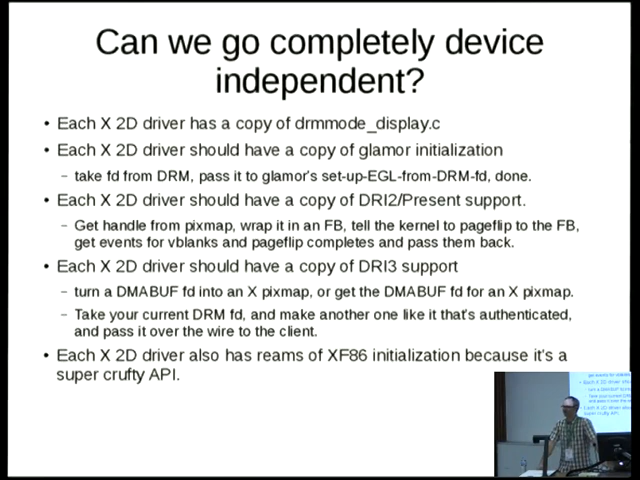 Can we go completely device
independent?
• Each X 2D driver has a copy of drmmode_display.c
• Each X 2D driver should have a copy of glamor initialization
– take fd from DRM, pass it to glamor's set-up-EGL-from-DRM-fd, done.
• Each X 2D driver should have a copy of DRI2/Present support.
– Get handle from pixmap, wrap it in an FB, tell the kernel to pageflip to the FB,
get events for vblanks and pageflip completes and pass them back.
• Each X 2D driver should have a copy of DRI3 support
– turn a DMABUF fd into an X pixmap, or get the DMABUF fd for an X pixmap.
– Take your current DRM fd, and make another one like it that's authenticated,
and pass it over the wire to the client.
• Each X 2D driver also has reams of XF86 initialization because it's a
super crufty API.